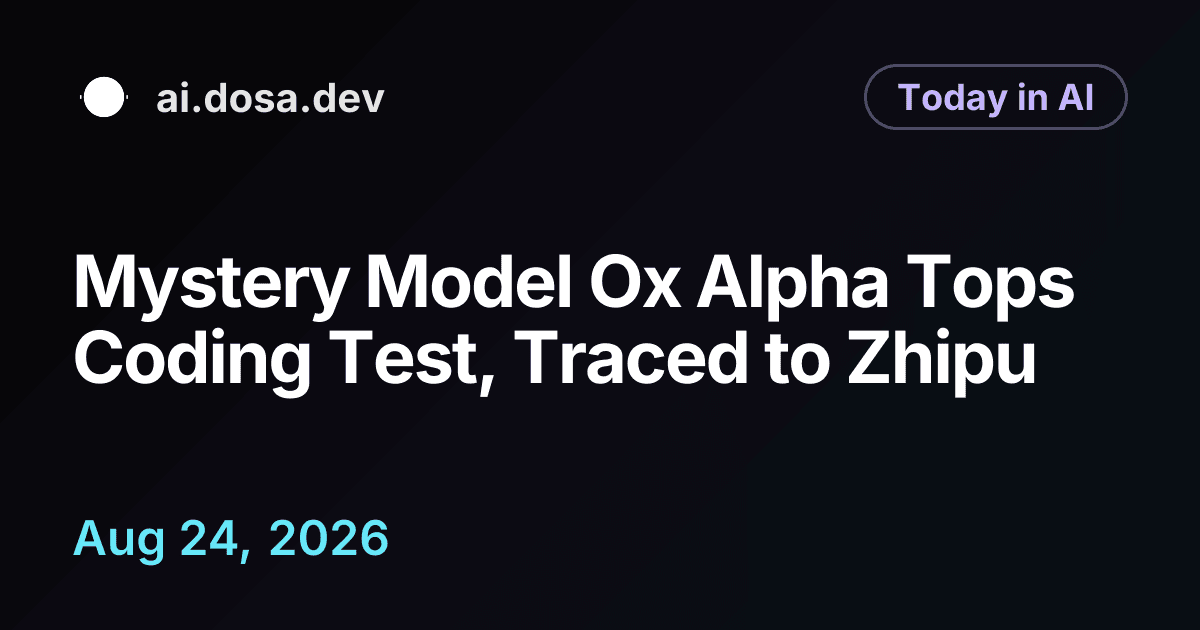 ai.dosa.dev
Today in AI
Mystery Model Ox Alpha Tops
Coding Test, Traced to Zhipu
Aug 24, 2026